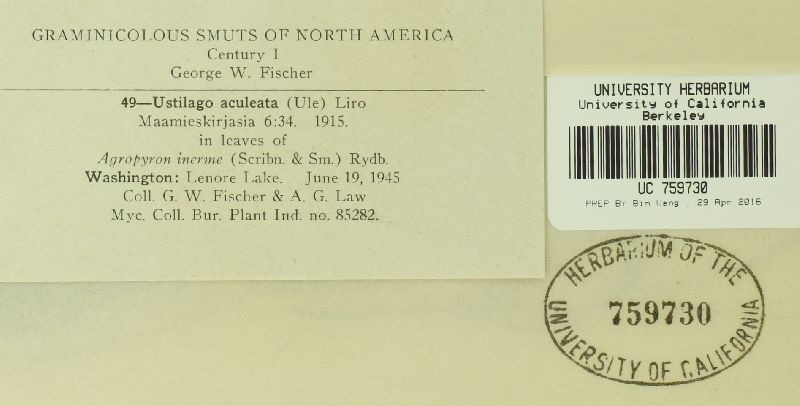 GRAMINICOLOUS SMUTS OF NORTH AMERICA
Century I
George W. Fischer
49—Ustilago aculeata (Ule) Liro
Maamieskirjasia 6:34. 1915.
in leaves of
Agropyron inerme (Scribn. & Sm.) Rydb.
Washington: Lenore Lake. June 19, 1945
Coll. G. W. Fischer & A. G. Law
Myc. Coll. Bur. Plant Ind. no. 85282.
UNIVERSITY HERBARIUM
University of California
Berkeley
UC 759730
PREP BY Bin Wang , 29 Apr 2016
HERBARIUM OF THE
759730
UNIVERSITY OF CALIFORNIA